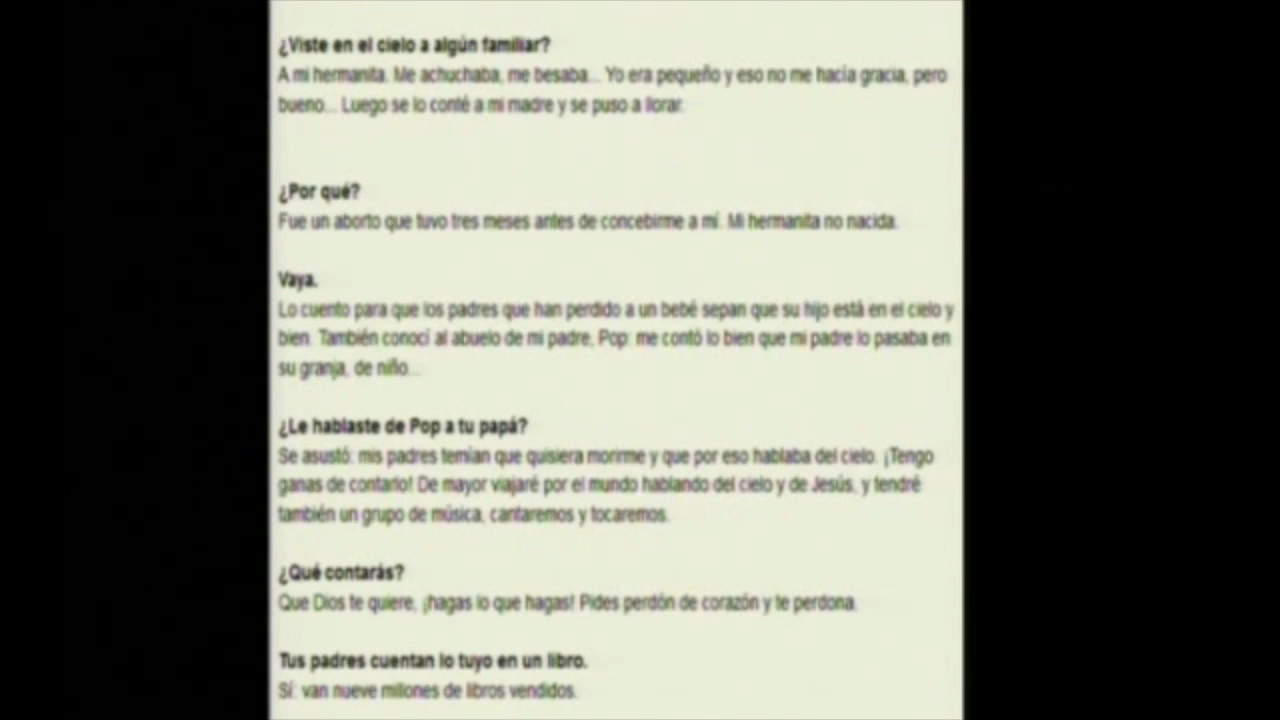 ¿Viste en el cielo a algún familiar?
A mi hermanita. Me achuchaba, me besaba... Yo era pequeño y eso no me hacía gracia, pero
bueno... Luego se lo conté a mi madre y se puso a llorar.
¿Por qué?
Fue un aborto que tuvo tres meses antes de concebirme a mí. Mi hermanita no nacida.
Vaya.
Lo cuento para que los padres que han perdido a un bebé sepan que su hijo está en el cielo y
bien. También conocí al abuelo de mi padre, Pop: me contó lo bien que mi padre lo pasaba en
su granja, de niño...
¿Le hablaste de Pop a tu papá?
Se asustó: mis padres temían que quisiera morirme y que por eso hablaba del cielo. ¡Tengo
ganas de contarlo! De mayor viajaré por el mundo hablando del cielo y de Jesús, y tendré
también un grupo de música, cantaremos y tocaremos.
¿Qué contarás?
Que Dios te quiere, ¡hagas lo que hagas! Pides perdón de corazón y te perdona.
Tus padres cuentan lo tuyo en un libro.
Sí: van nueve millones de libros vendidos.